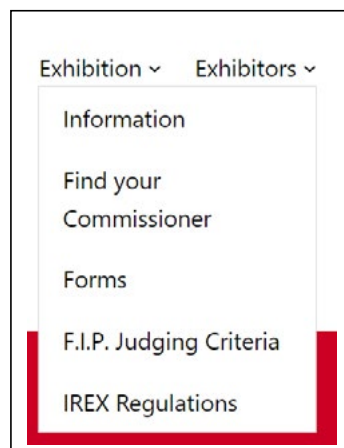 Exhibition Exhibitors
Information
Find your
Commissioner
Forms
F.I.P. Judging Criteria
IREX Regulations